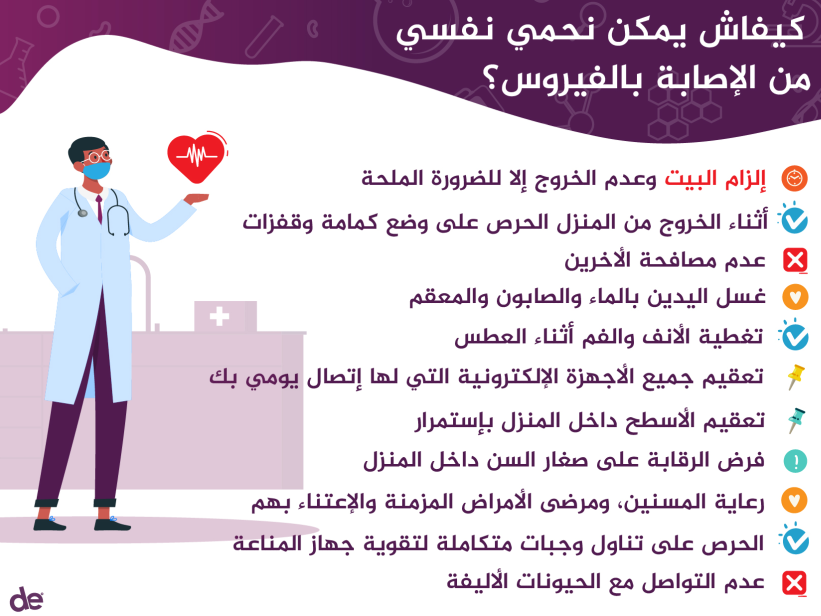 كيفاش يمكن نحمي نفسي
من الإصابة بالفيروس؟
إلزام البيت وعدم الخروج إلا للضرورة الملحة
أثناء الخروج من المنزل الحرص على وضع كمامة وقفزات
عدم مصافحة الأخرين
غسل اليدين بالماء والصابون والمعقم
تغطية الأنف والفم أثناء العطس
تعقيم جميع الأجهزة الإلكترونية التي لها إتصال يومي بك
تعقيم الأسطح داخل المنزل بإستمرار
فرض الرقابة على صغار السن داخل المنزل
رعاية المسنين، ومرضى الأمراض المزمنة والإعتناء بهم
الحرص على تناول وجبات متكاملة لتقوية جهاز المناعة
عدم التواصل مع الحيونات الأليفة
de